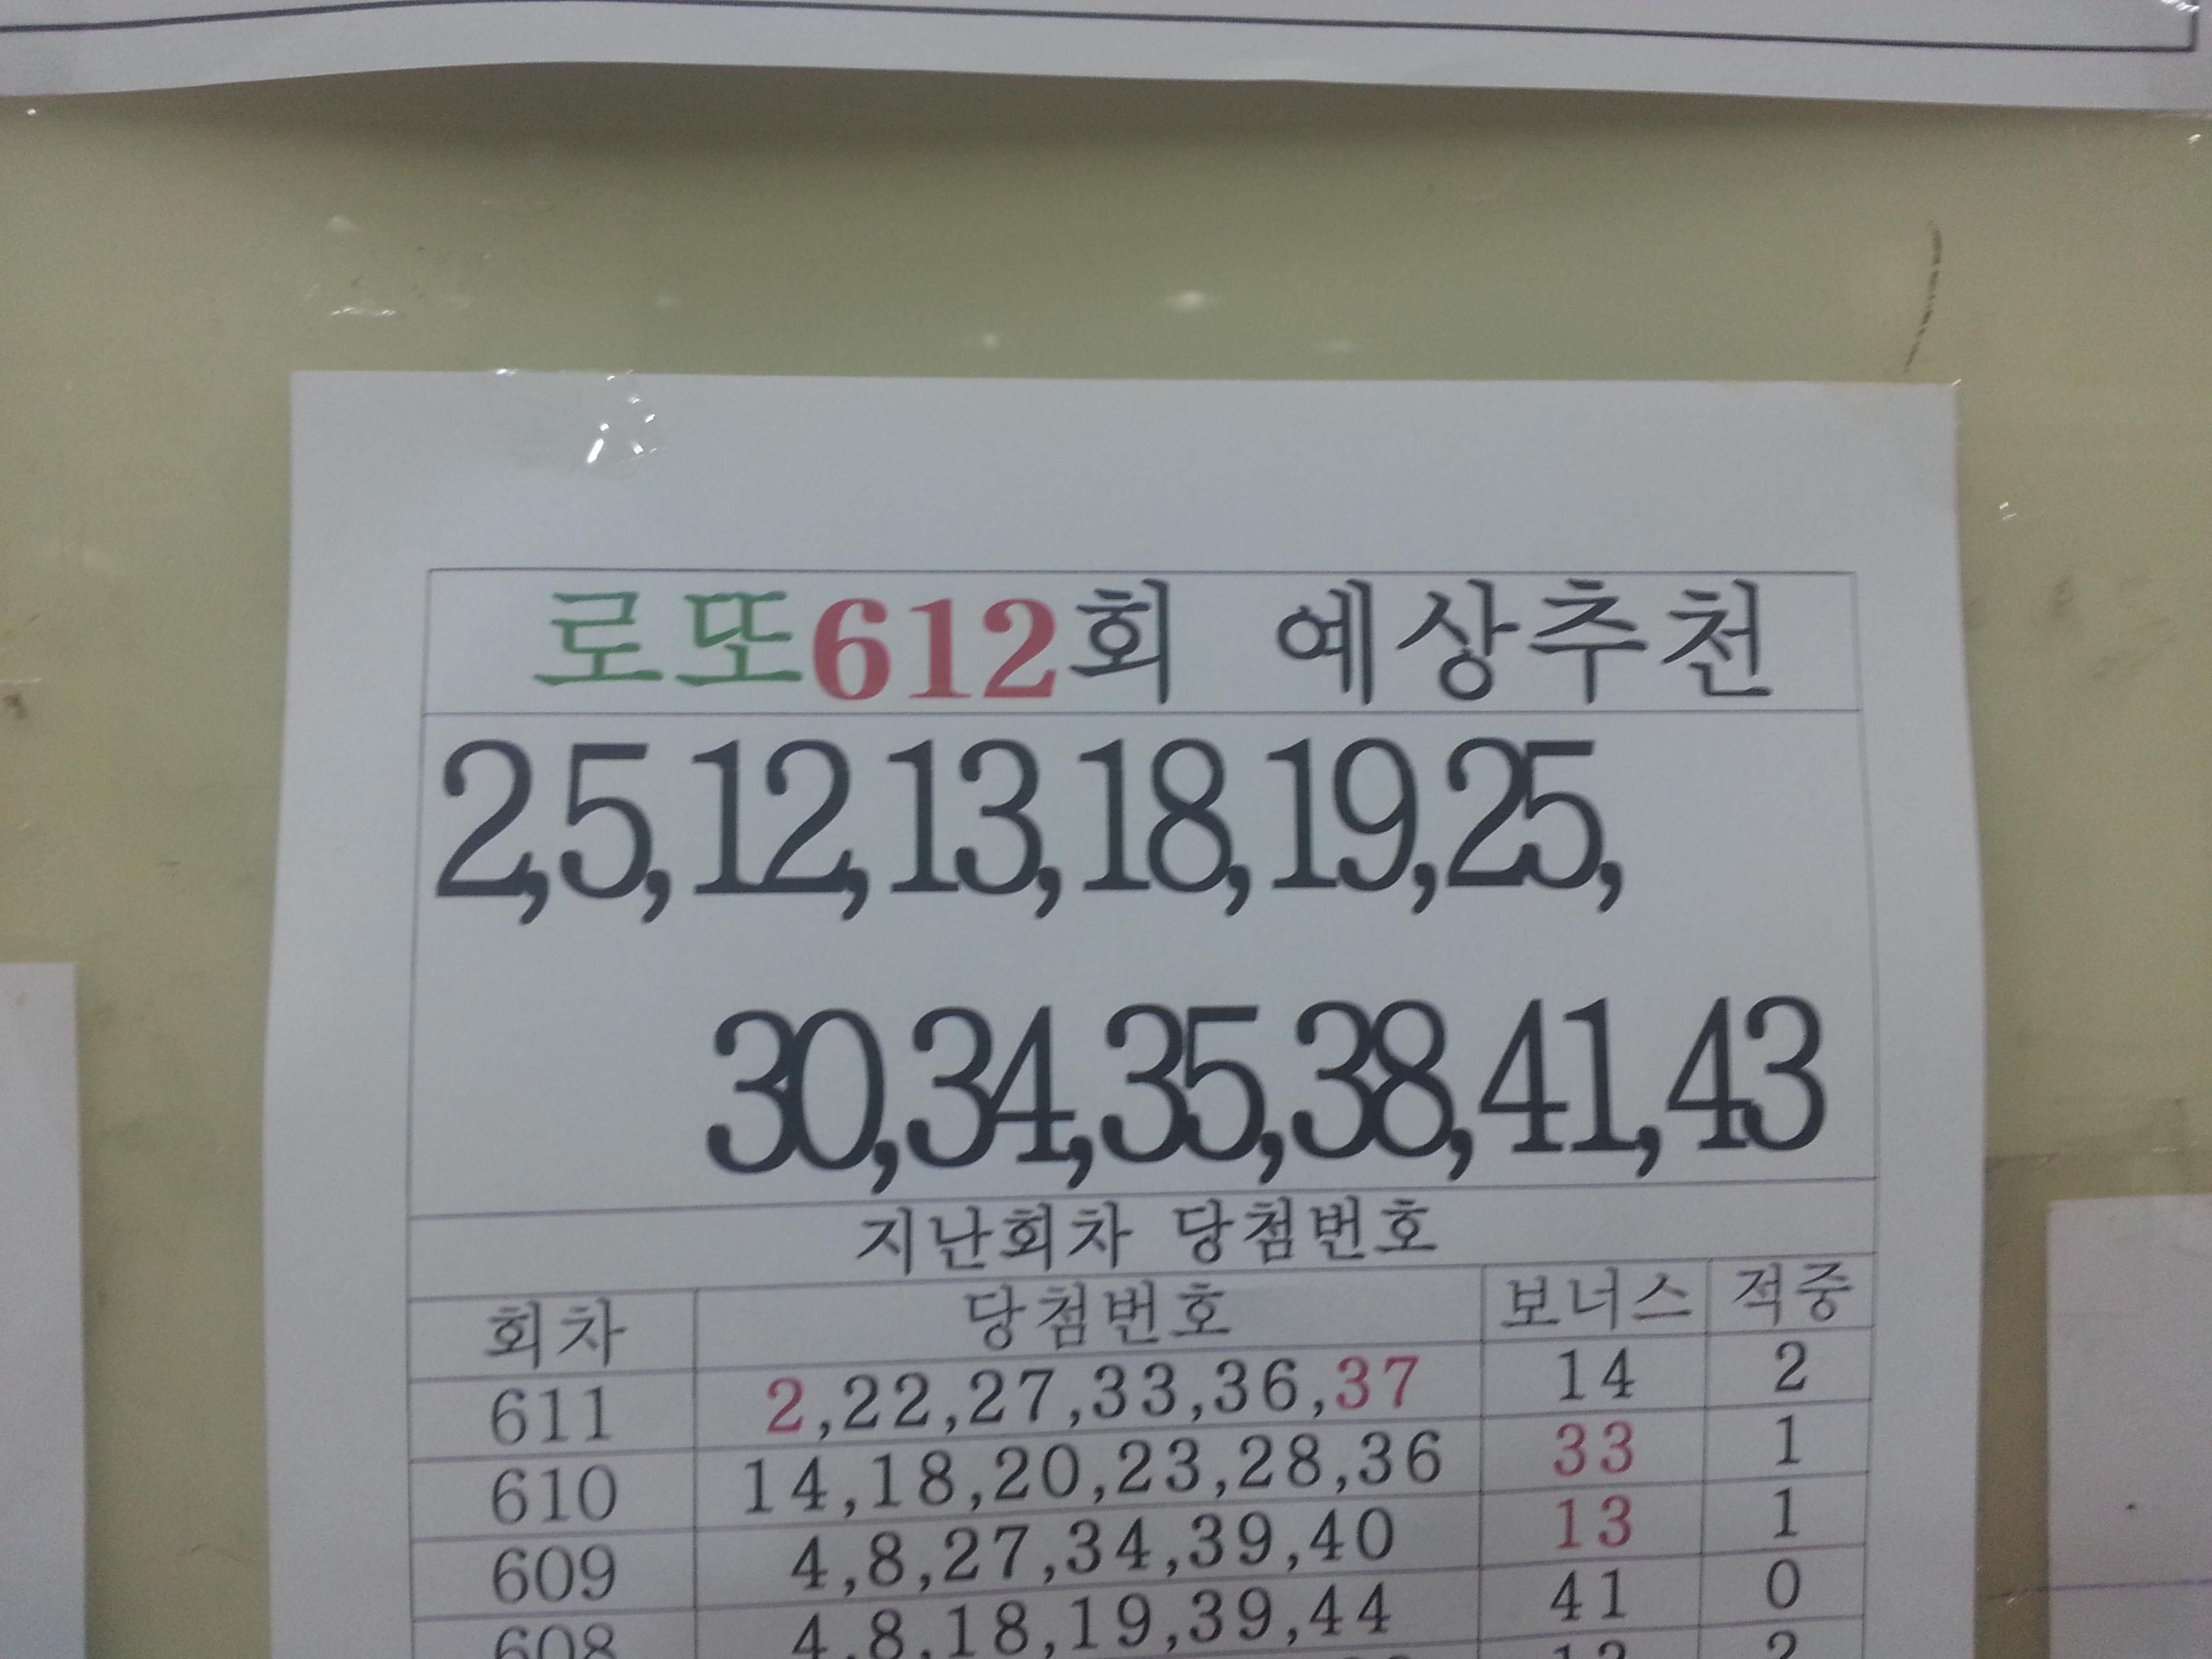 로또612회 예상추천
2,5,12,13,18,19,25,
30,34,35,38,41,43
지난회차 당첨번호
회차 당첨번호 보너스 적중
611 2,22,27,33,36,37 14 2
610 14,18,20,23,28,36 33 1
609 4,8,27,34,39,40 13 1
608 4,8,18,19,39,44 41 0